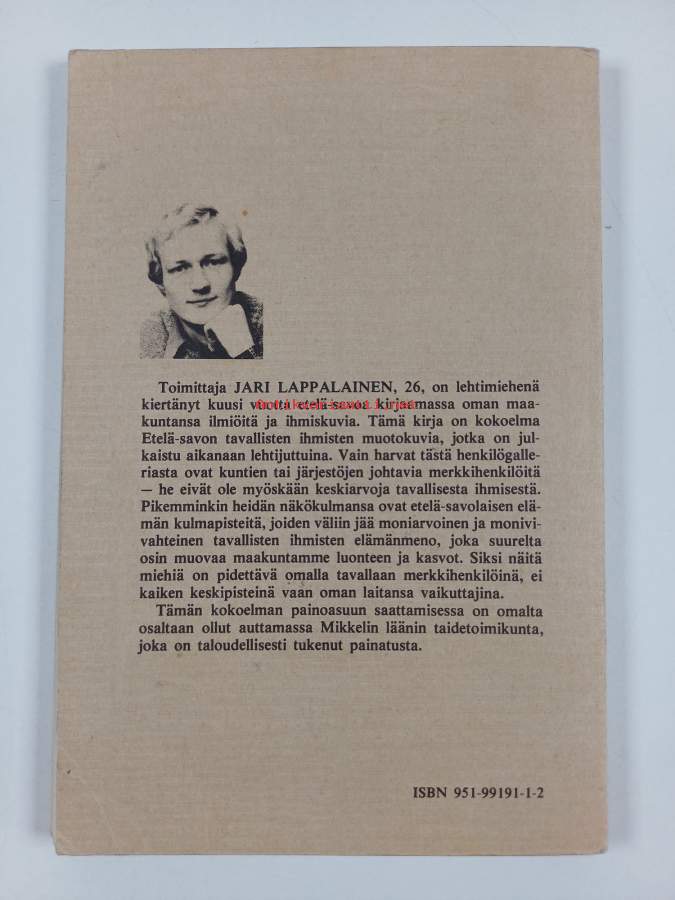 Toimittaja JARI LAPPALAINEN, 26, on lehtimiehenä
kiertänyt kuusi vuotta etelä-savoa kirjaamassa oman maa-
Antikvariaatti.net
kuntansa ilmiöitä ja ihmiskuvia. Tämä kirja on kokoelma
Etelä-savon tavallisten ihmisten muotokuvia, jotka on jul-
kaistu aikanaan lehtijuttuina. Vain harvat tästä henkilögalle-
riasta ovat kuntien tai järjestöjen johtavia merkkihenkilöitä
— he eivät ole myöskään keskiarvoja tavallisesta ihmisestä.
Pikemminkin heidän näkökulmansa ovat etelä-savolaisen elä-
män kulmapisteitä, joiden väliin jää moniarvoinen ja monivi-
vahteinen tavallisten ihmisten elämänmeno, joka suurelta
osin muovaa maakuntamme luonteen ja kasvot. Siksi näitä
miehiä on pidettävä omalla tavallaan merkkihenkilöinä, ei
kaiken keskipisteinä vaan oman laitansa vaikuttajina.
Tämän kokoelman painoasuun saattamisessa on omalta
osaltaan ollut auttamassa Mikkelin läänin taidetoimikunta,
joka on taloudellisesti tukenut painatusta.
ISBN 951-99191-1-2